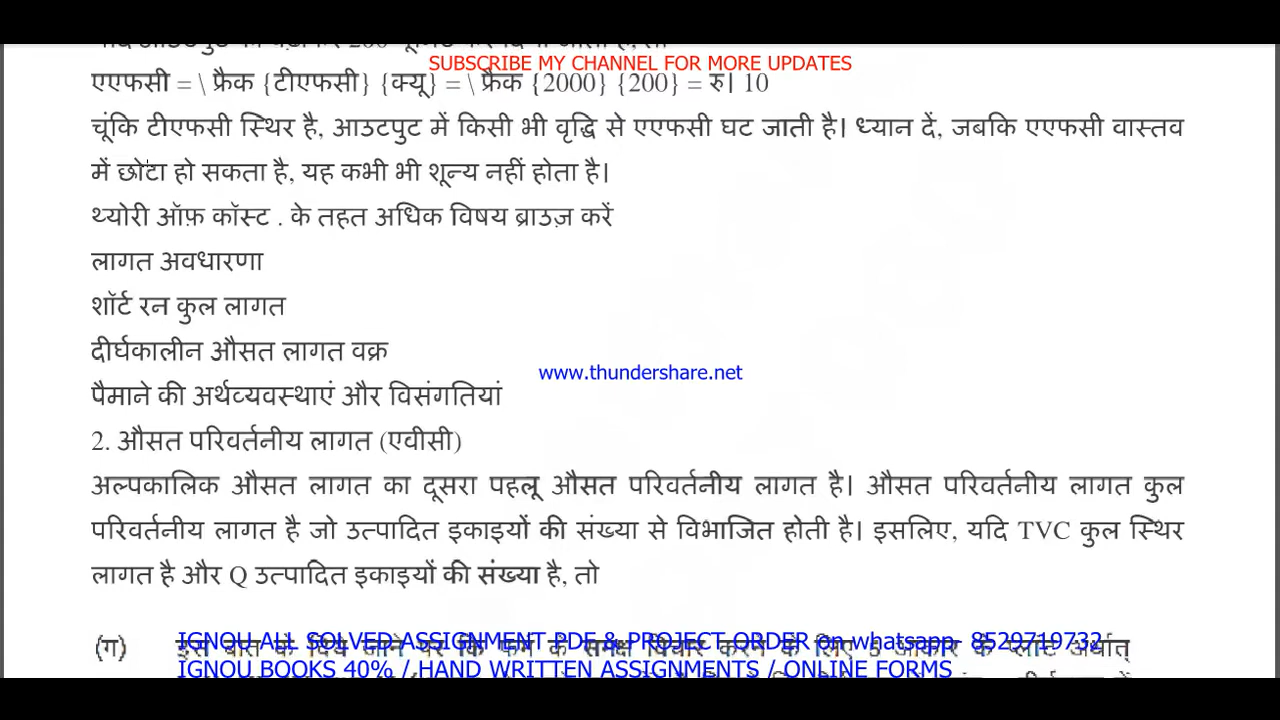 SUBSCRIBE MY CHANNEL FOR MORE UPDATES
एएफसी = \ फ्रैक {टीएफसी} {क्यू} = \ फ्रैक {2000} {200} = रु। 10
चूंकि टीएफसी स्थिर है, आउटपुट में किसी भी वृद्धि से एएफसी घट जाती है। ध्यान दें, जबकि एएफसी वास्तव
में छोटा हो सकता है, यह कभी भी शून्य नहीं होता है।
थ्योरी ऑफ़ कॉस्ट . के तहत अधिक विषय ब्राउज़ करें
लागत अवधारणा
शॉर्ट रन कुल लागत
दीर्घकालीन औसत लागत वक्र
www.thundershare.net
पैमाने की अर्थव्यवस्थाएं और विसंगतियां
2. औसत परिवर्तनीय लागत (एवीसी)
अल्पकालिक औसत लागत का दूसरा पहलू औसत परिवर्तनीय लागत है। औसत परिवर्तनीय लागत कुल
परिवर्तनीय लागत है जो उत्पादित इकाइयों की संख्या से विभाजित होती है। इसलिए, यदि TVC कुल स्थिर
लागत है और Q उत्पादित इकाइयों की संख्या है, तो
(ग)
IGNOU ALL SOLVED ASSIGNMENT PDF & PROJECT ORDER on whatsapp 8529719732
IGNOU BOOKS 40% / HAND WRITTEN ASSIGNMENTS / ONLINE FORMS